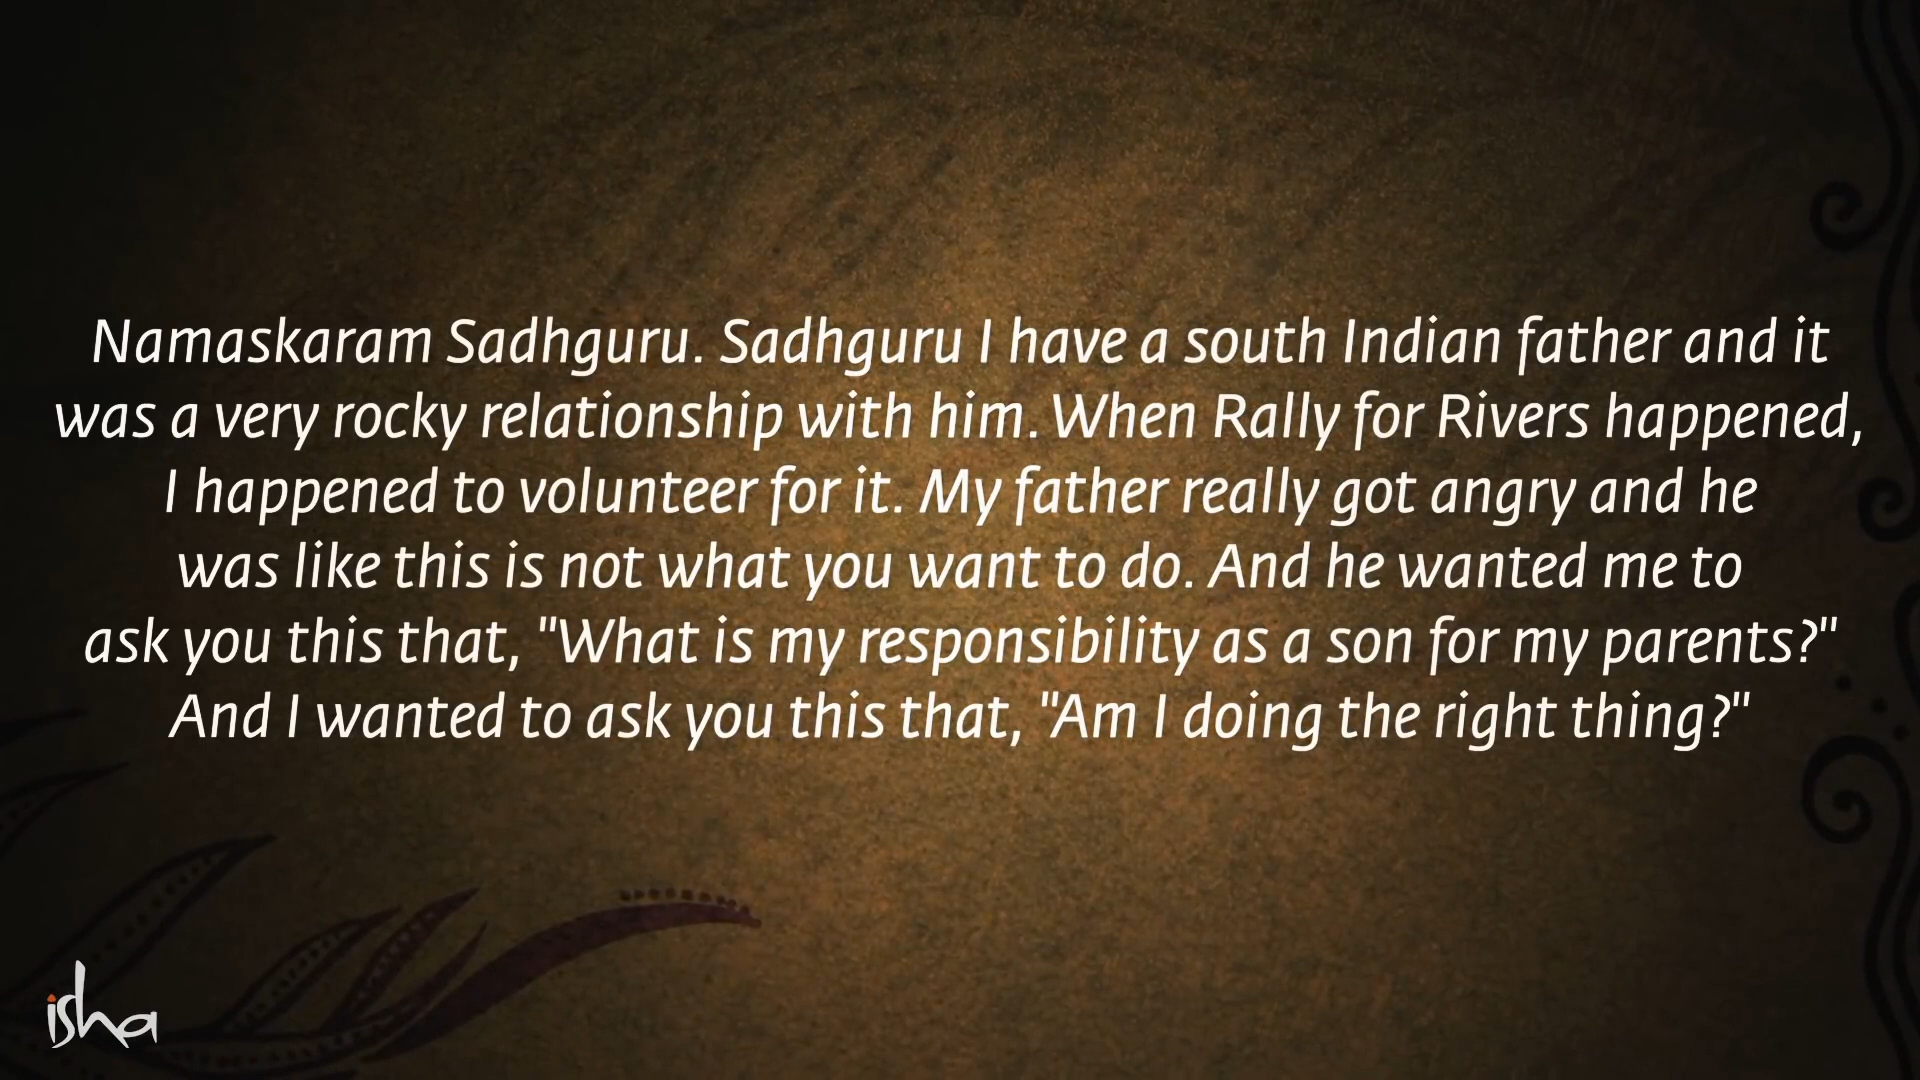 Namaskaram Sadhguru. Sadhguru I have a south Indian father and it
was a very rocky relationship with him. When Rally for Rivers happened,
I happened to volunteer for it. My father really got angry and he
was like this is not what you want to do. And he wanted me to
ask you this that, "What is my responsibility as a son for my parents?"
And I wanted to ask you this that, "Am I doing the right thing?"
isha